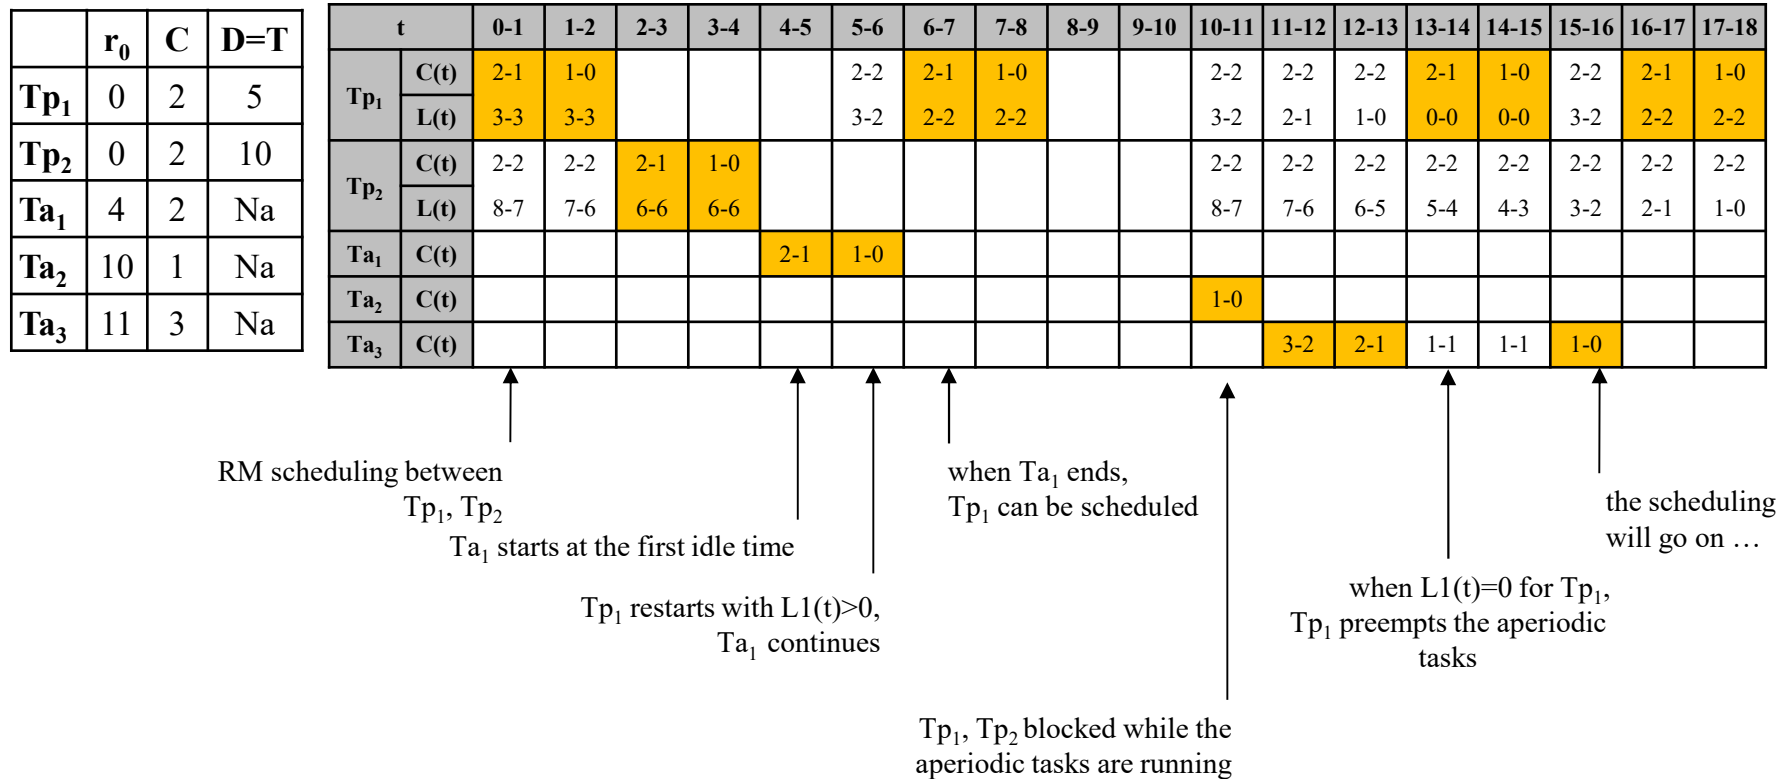 r0 C D=T
Tp1 0 2 5
Tp2 0 2 10
Ta1 4 2 Na
Ta2 10 1 Na
Ta3 11 3 Na
t 0-1 1-2 2-3 3-4 4-5 5-6 6-7 7-8 8-9 9-10 10-11 11-12 12-13 13-14 14-15 15-16 16-17 17-18
Tp1
C(t) 2-1 1-0 2-2 2-1 1-0 2-2 2-2 2-2 2-1 1-0 2-2 2-1 1-0
L(t) 3-3 3-3 3-2 2-2 2-2 3-2 2-1 1-0 0-0 0-0 3-2 2-2 2-2
Tp2
C(t) 2-2 2-2 2-1 1-0 2-2 2-2 2-2 2-2 2-2 2-2 2-2 2-2
L(t) 8-7 7-6 6-6 6-6 8-7 7-6 6-5 5-4 4-3 3-2 2-1 1-0
Ta1 C(t) 2-1 1-0
Ta2 C(t) 1-0
Ta3 C(t) 3-2 2-1 1-1 1-1 1-0
RM scheduling between
Tp1, Tp2
Ta1 starts at the first idle time
Tp1 restarts with L1(t)>0,
Ta1 continues
when Ta1 ends,
Tp1 can be scheduled
Tp1, Tp2 blocked while the
aperiodic tasks are running
when L1(t)=0 for Tp1,
Tp1 preempts the aperiodic
tasks
the scheduling
will go on …